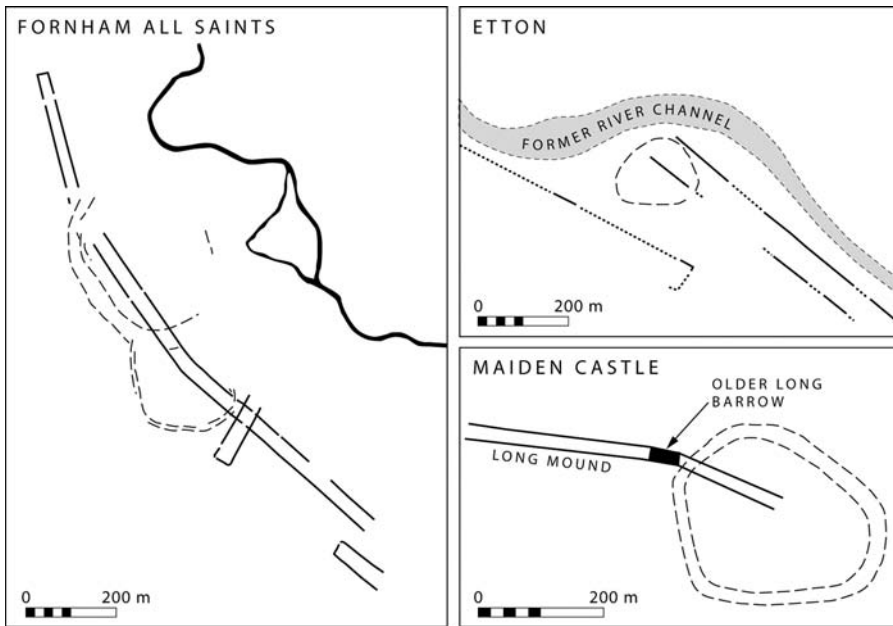 FORNHAM ALL SAINTS
0 200 m
ETTON
FORMER RIVER CHANNEL
0 200 m
MAIDEN CASTLE
OLDER LONG
BARROW
LONG MOUND
0 200 m